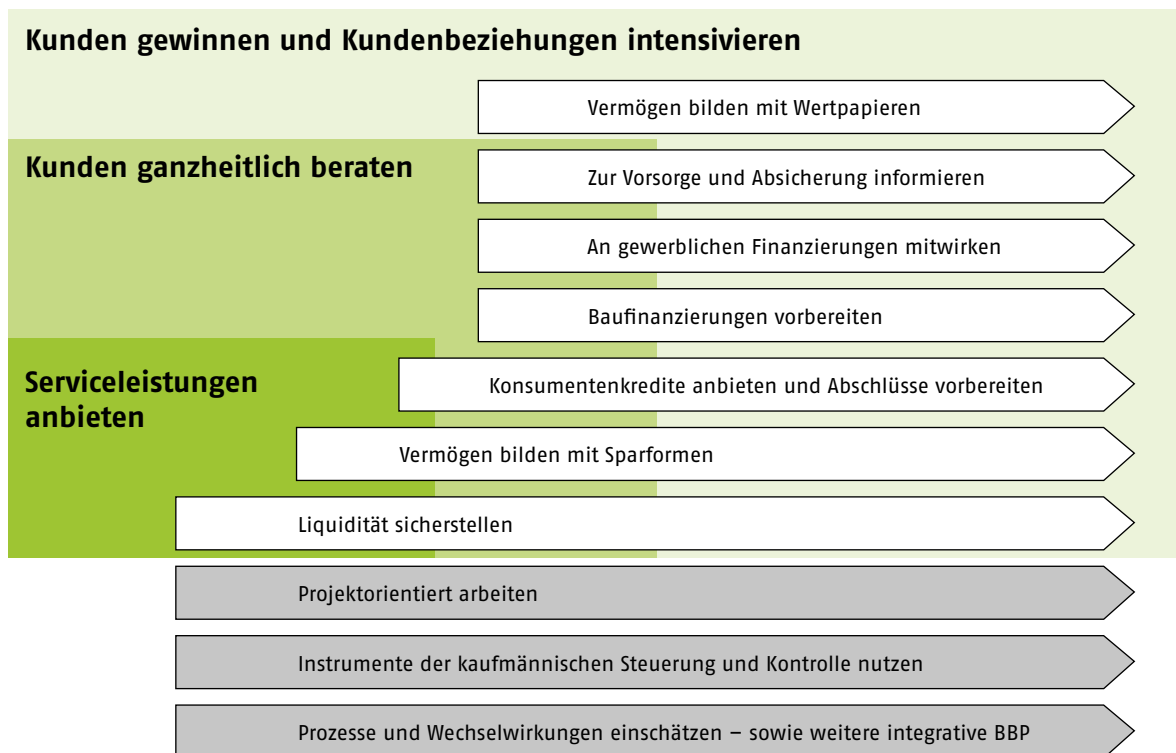 Kunden gewinnen und Kundenbeziehungen intensivieren
Vermögen bilden mit Wertpapieren
Kunden ganzheitlich beraten
Zur Vorsorge und Absicherung informieren
An gewerblichen Finanzierungen mitwirken
Baufinanzierungen vorbereiten
Serviceleistungen
anbieten
Konsumentenkredite anbieten und Abschlüsse vorbereiten
Vermögen bilden mit Sparformen
Liquidität sicherstellen
Projektorientiert arbeiten
Instrumente der kaufmännischen Steuerung und Kontrolle nutzen
Prozesse und Wechselwirkungen einschätzen – sowie weitere integrative BBP